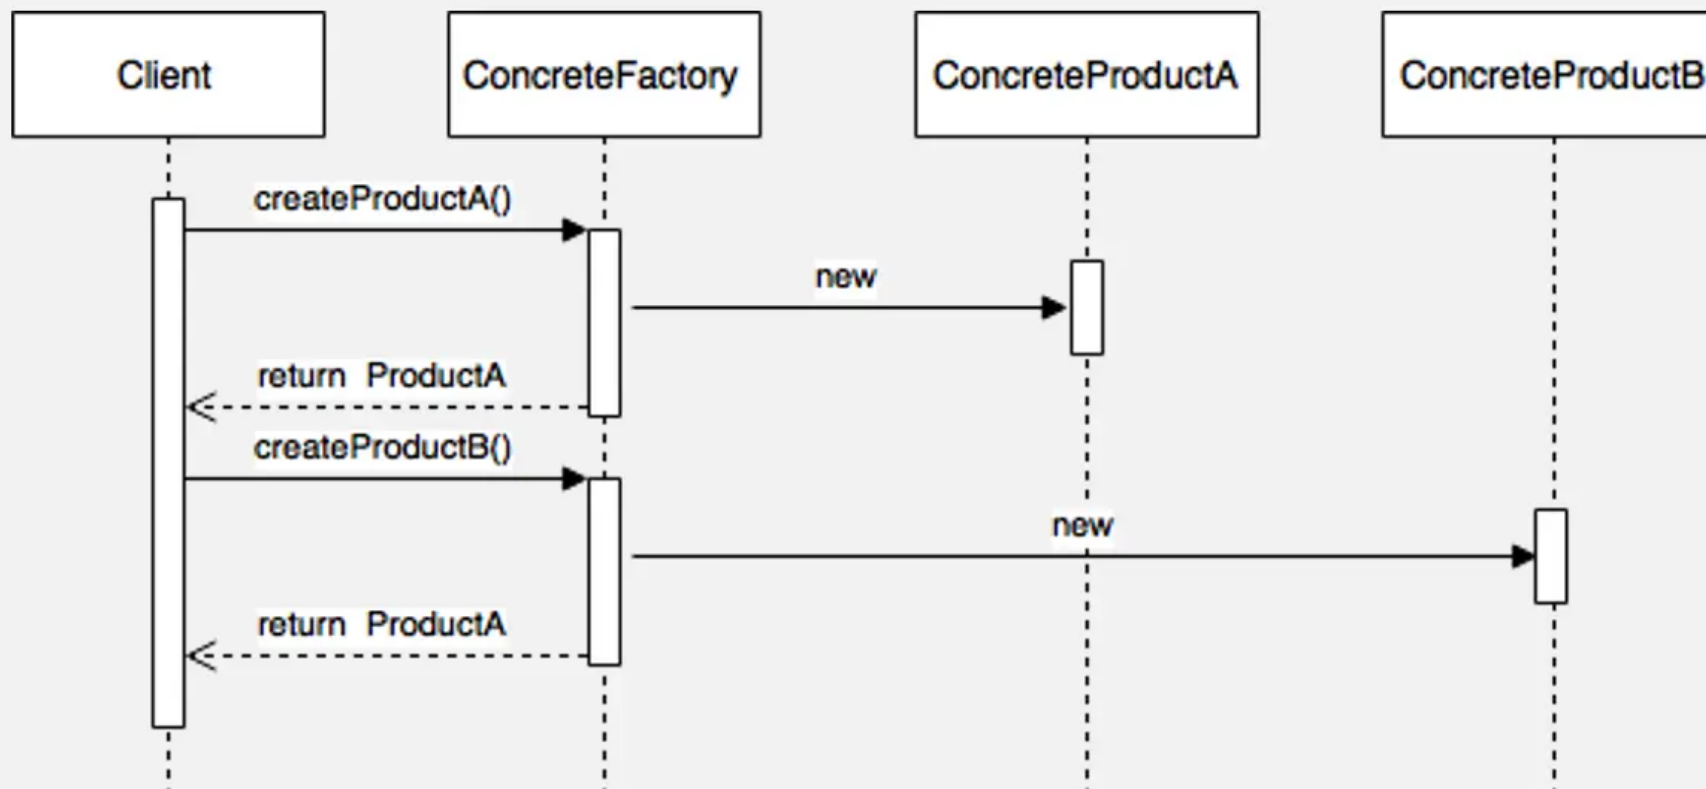 Client
ConcreteFactory
ConcreteProductA
ConcreteProductB
createProductA()
new
return ProductA
createProductB()
new
return ProductA